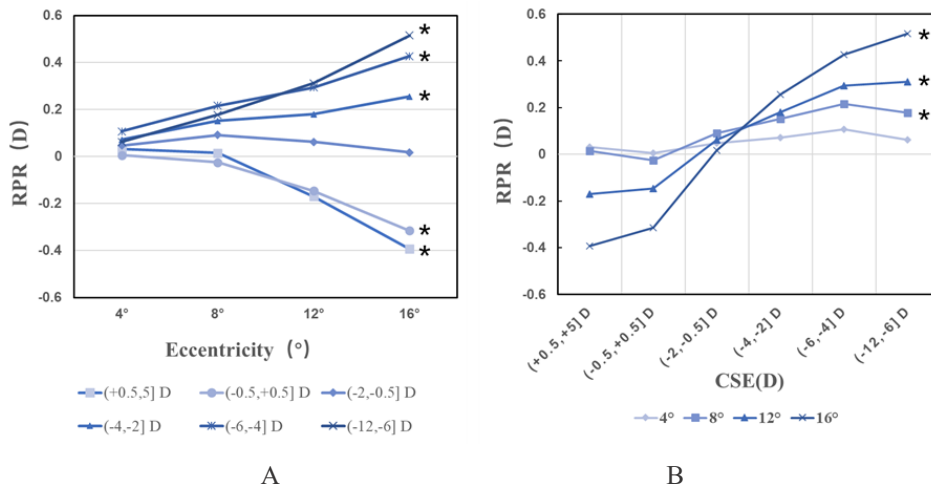 0.6
0.4
0.2
0
-0.2
-0.4
-0.6
RPR (D)
*
*
*
*
*
4° 8° 12° 16°
Eccentricity (°)
(+0.5,5] D (-0.5,+0.5] D (-2,-0.5] D
(-4,-2] D (-6,-4] D (-12,-6] D
A
0.6
0.4
0.2
0
-0.2
-0.4
-0.6
RPR (D)
*
*
*
(+0.5,+5] D
(-0.5,+0.5] D
(-2,-0.5] D
(-4,-2] D
(-6,-4] D
(-12,-6] D
CSE(D)
4° 8° 12° 16°
B